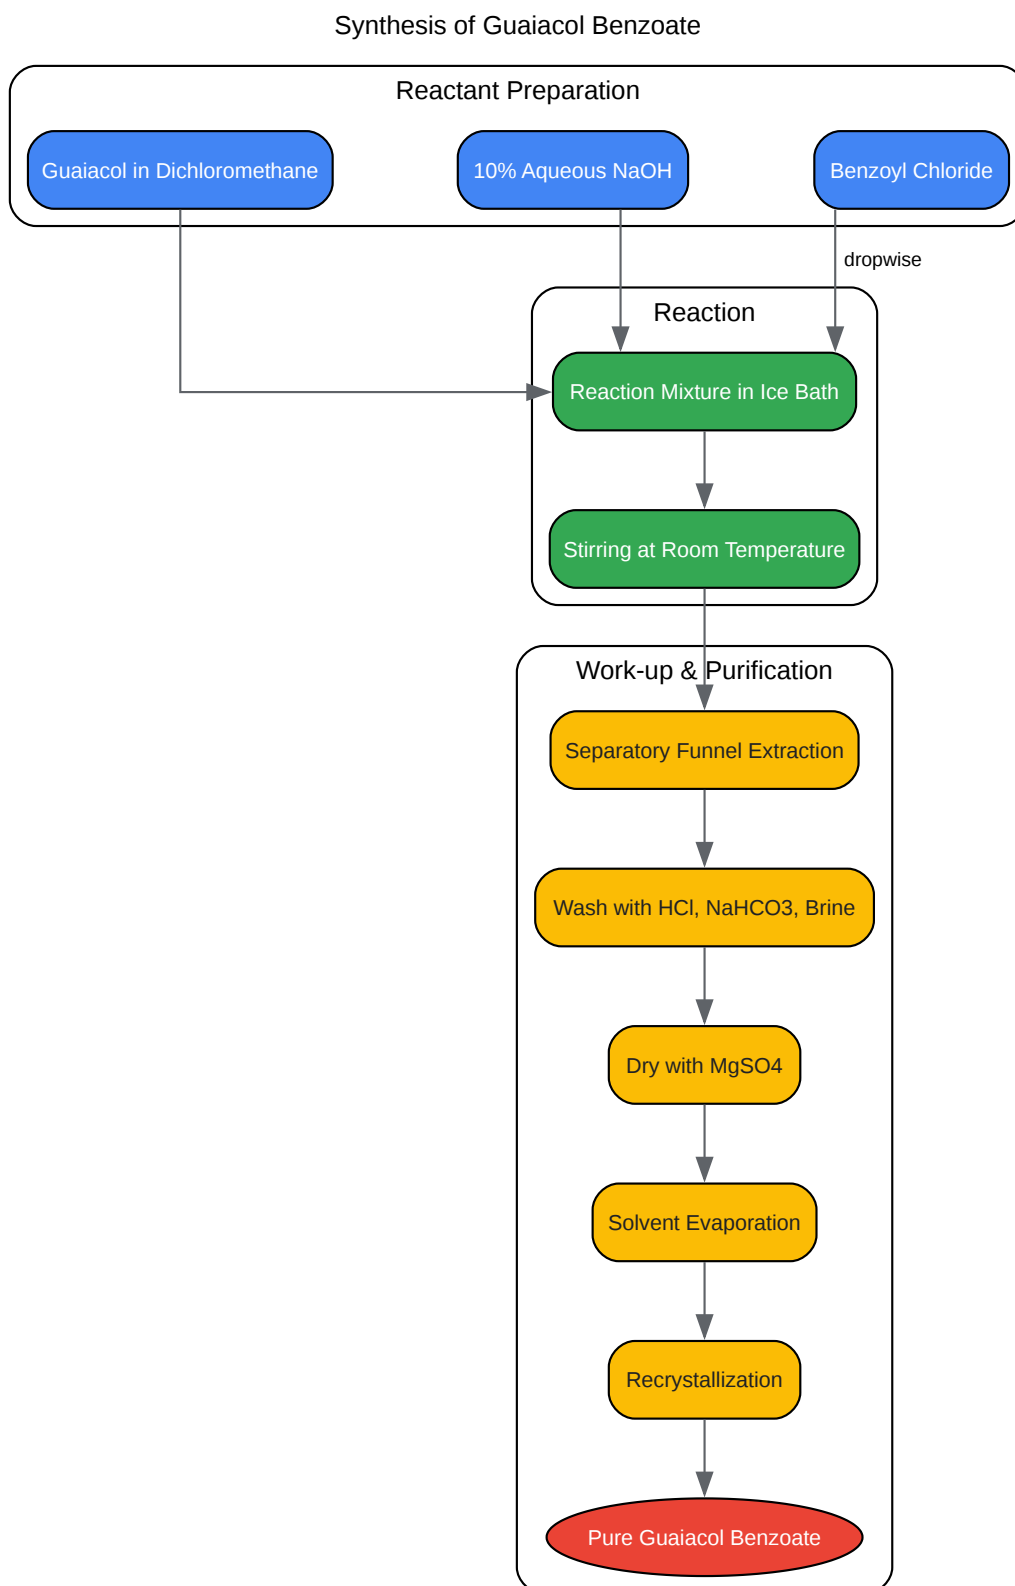 Synthesis of Guaiacol Benzoate
Reactant Preparation
Guaiacol in Dichloromethane
10% Aqueous NaOH
Benzoyl Chloride
dropwise
Reaction
Reaction Mixture in Ice Bath
Stirring at Room Temperature
Work-up & Purification
Separatory Funnel Extraction
Wash with HCl, NaHCO3, Brine
Dry with MgSO4
Solvent Evaporation
Recrystallization
Pure Guaiacol Benzoate